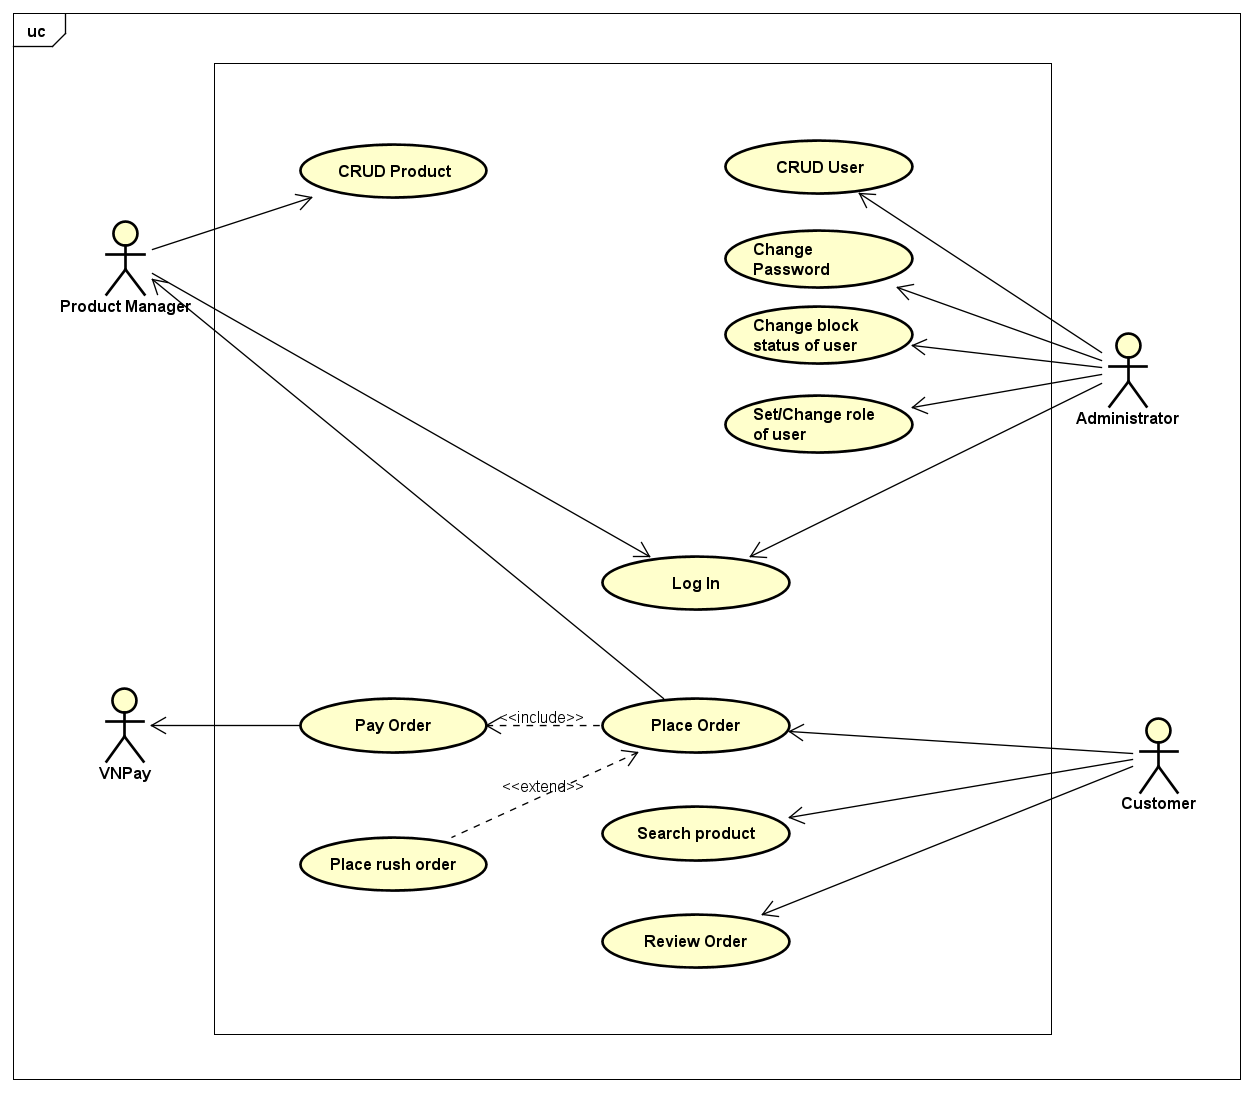 uc
CRUD Product
CRUD User
Change
Password
Product Manager
Change block
status of user
Administrator
Set/Change role
of user
Log In
VNPay
Pay Order
<<include>>
Place Order
<<extend>>
Customer
Search product
Place rush order
Review Order